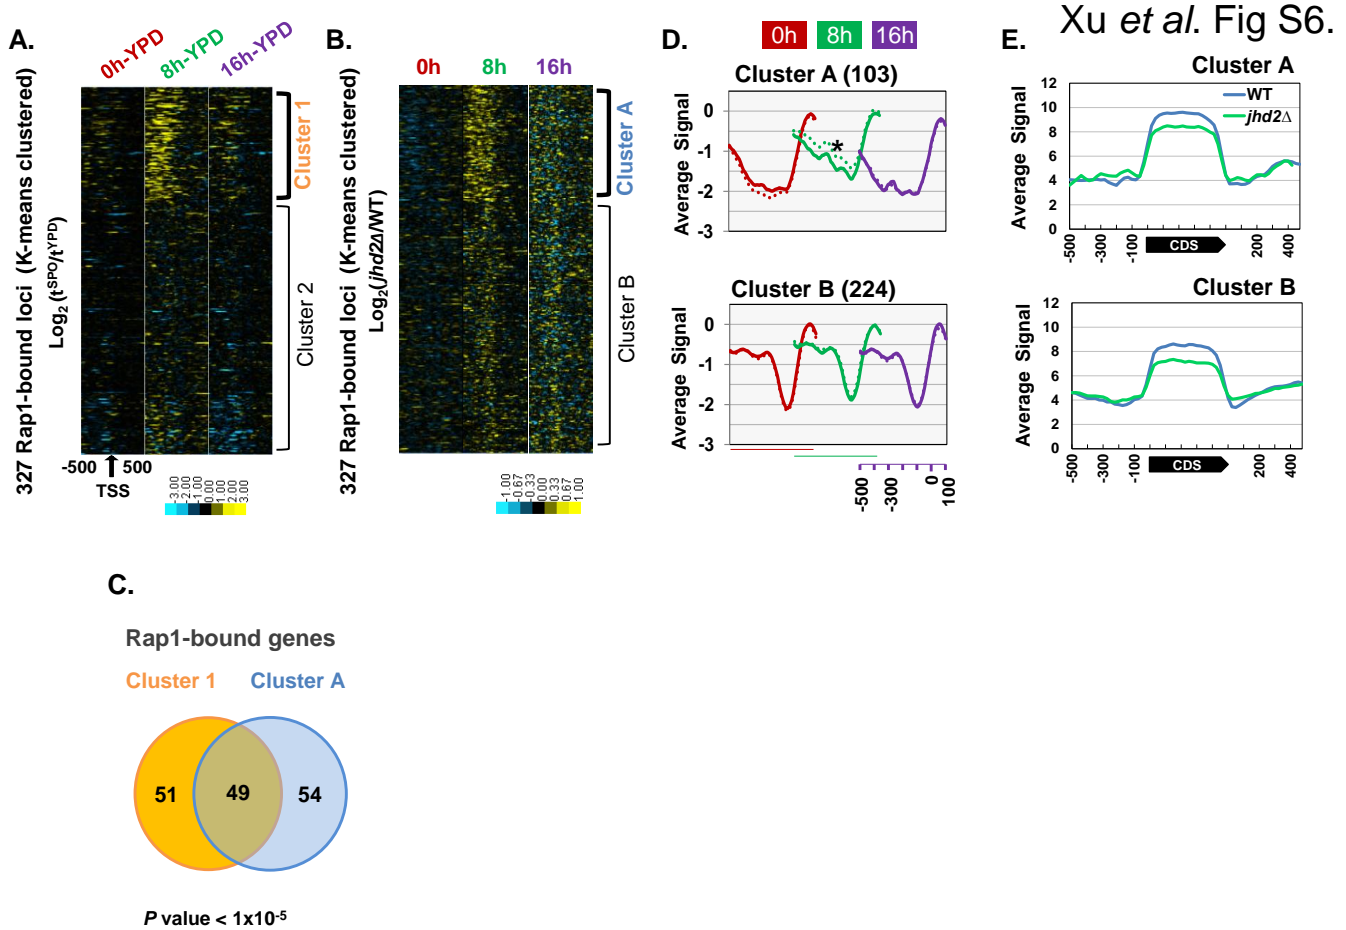 Xu et al. Fig S6.
A.
0h-YPD
8h-YPD
16h-YPD
327 Rap1-bound loci (K-means clustered)
Log2(tSPO/tYPD)
Cluster 1
Cluster 2
-500
500
TSS
-3.00
-2.00
-1.00
0.00
1.00
2.00
3.00
B.
0h
8h
16h
327 Rap1-bound loci (K-means clustered)
Log2(jhd2Δ/WT)
Cluster A
Cluster B
-1.00
-0.67
-0.33
0.00
0.33
0.67
1.00
C.
Rap1-bound genes
Cluster 1
Cluster A
51
49
54
P value < 1x10-5
D.
0h
8h
16h
Cluster A (103)
Average Signal
0
-1
-2
-3
*
Cluster B (224)
Average Signal
0
-1
-2
-3
-500
-300
-100
0
100
E.
Cluster A
WT
jhd2Δ
Average Signal
12
10
8
6
4
2
0
-500
-300
-100
CDS
200
400
Cluster B
Average Signal
12
10
8
6
4
2
0
-500
-300
-100
CDS
200
400